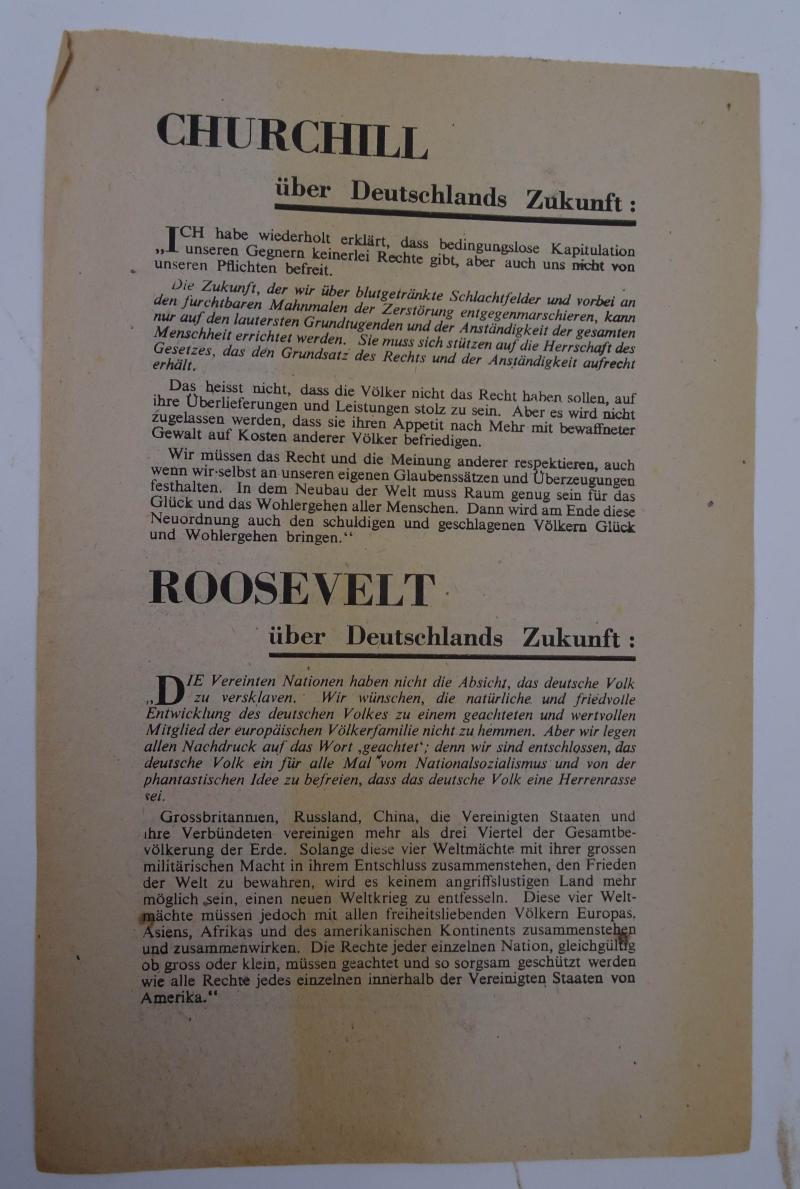 CHURCHILL
über Deutschlands Zukunft :
„ICH habe wiederholt erklärt, dass bedingungslose Kapitulation
unseren Gegnern keinerlei Rechte gibt, aber auch uns nicht von
unseren Pflichten befreit.
Die Zukunft, der wir über blutgetränkte Schlachtfelder und vorbei an
den furchtbaren Mahnmalen der Zerstörung entgegenmarschieren, kann
nur auf den lautersten Grundtugenden und der Anständigkeit der gesamten
Menschheit errichtet werden. Sie muss sich stützen auf die Herrschaft des
Gesetzes, das den Grundsatz des Rechts und der Anständigkeit aufrecht
erhält.
Das heisst nicht, dass die Völker nicht das Recht haben sollen, auf
ihre Überlieferungen und Leistungen stolz zu sein. Aber es wird nicht
zugelassen werden, dass sie ihren Appetit nach Mehr mit bewaffneter
Gewalt auf Kosten anderer Völker befriedigen.
Wir müssen das Recht und die Meinung anderer respektieren, auch
wenn wir selbst an unseren eigenen Glaubenssätzen und Überzeugungen
festhalten. In dem Neubau der Welt muss Raum genug sein für das
Glück und das Wohlergehen aller Menschen. Dann wird am Ende diese
Neuordnung auch den schuldigen und geschlagenen Völkern Glück
und Wohlergehen bringen.“
ROOSEVELT
über Deutschlands Zukunft :
„DIE Vereinten Nationen haben nicht die Absicht, das deutsche Volk
zu versklaven. Wir wünschen, die natürliche und friedvolle
Entwicklung des deutschen Volkes zu einem geachteten und wertvollen
Mitglied der europäischen Völkerfamilie nicht zu hemmen. Aber wir legen
allen Nachdruck auf das Wort ‚geachtet‘; denn wir sind entschlossen, das
deutsche Volk ein für alle Mal vom Nationalsozialismus und von der
phantastischen Idee zu befreien, dass das deutsche Volk eine Herrenrasse
sei.
Grossbritannien, Russland, China, die Vereinigten Staaten und
ihre Verbündeten vereinigen mehr als drei Viertel der Gesamtbe-
völkerung der Erde. Solange diese vier Weltmächte mit ihrer grossen
militärischen Macht in ihrem Entschluss zusammenstehen, den Frieden
der Welt zu bewahren, wird es keinem angriffslustigen Land mehr
möglich sein, einen neuen Weltkrieg zu entfesseln. Diese vier Welt-
mächte müssen jedoch mit allen freiheitsliebenden Völkern Europas,
Asiens, Afrikas und des amerikanischen Kontinents zusammenstehen
und zusammenwirken. Die Rechte jeder einzelnen Nation, gleichgültig
ob gross oder klein, müssen geachtet und so sorgsam geschützt werden
wie alle Rechte jedes einzelnen innerhalb der Vereinigten Staaten von
Amerika.“